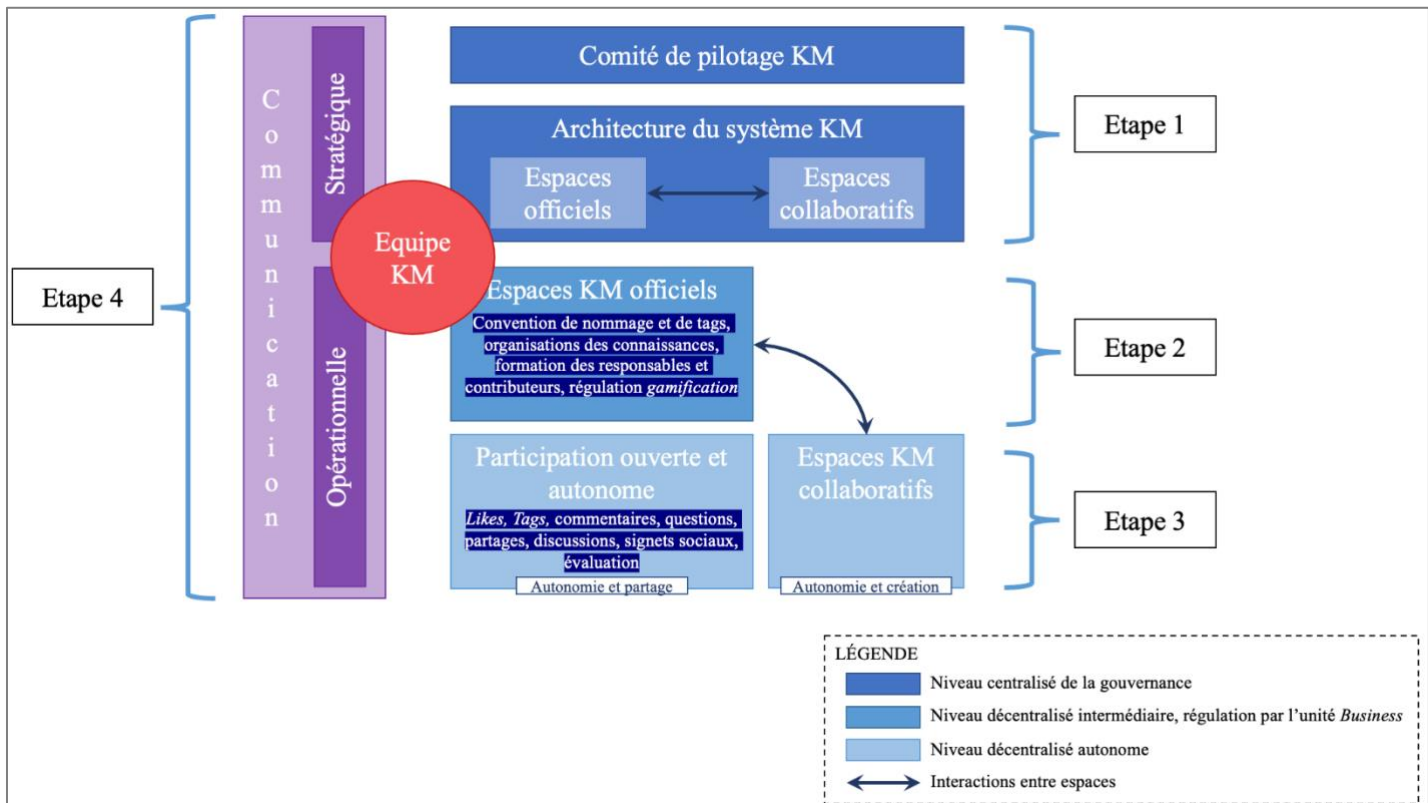 Communication
Stratégique
Opérationnelle
Equipe
KM
Comité de pilotage KM
Architecture du système KM
Espaces
officiels
Espaces
collaboratifs
Espaces KM officiels
Convention de nommage et de tags,
organisations des connaissances,
formation des responsables et
contributeurs, régulation gamification
Participation ouverte et
autonome
Likes, Tags, commentaires, questions,
partages, discussions, signets sociaux,
évaluation
Autonomie et partage
Espaces KM
collaboratifs
Autonomie et création
Etape 1
Etape 2
Etape 3
Etape 4
LÉGENDE
Niveau centralisé de la gouvernance
Niveau décentralisé intermédiaire, régulation par l’unité Business
Niveau décentralisé autonome
Interactions entre espaces